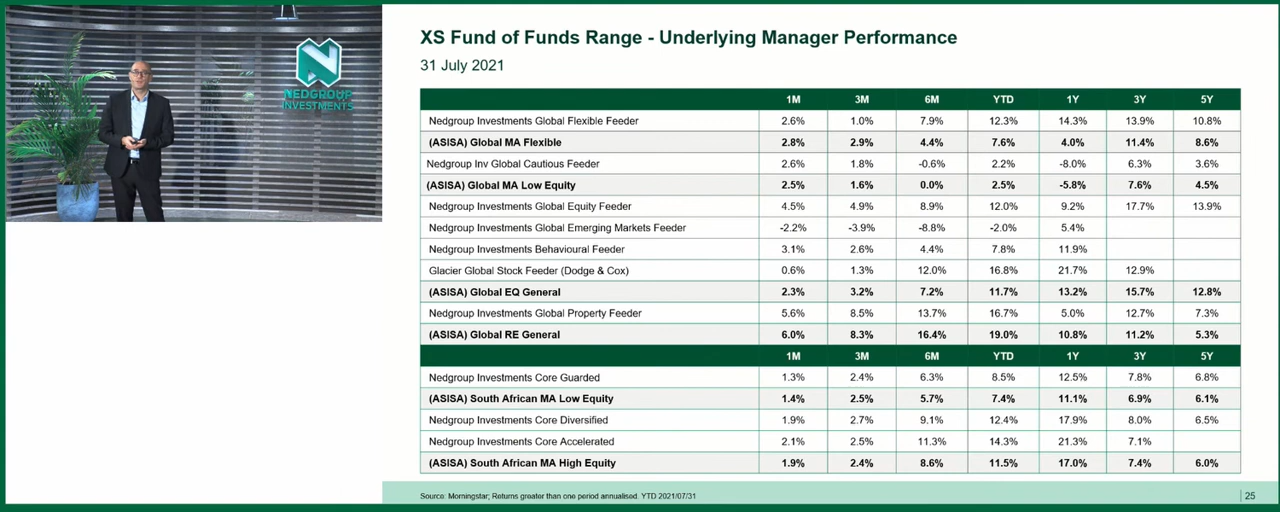 NEDGROUP
INVESTMENTS
XS Fund of Funds Range - Underlying Manager Performance
31 July 2021
1M 3M 6M YTD 1Y 3Y 5Y
Nedgroup Investments Global Flexible Feeder 2.6% 1.0% 7.9% 12.3% 14.3% 13.9% 10.8%
(ASISA) Global MA Flexible 2.8% 2.9% 4.4% 7.6% 4.0% 11.4% 8.6%
Nedgroup Inv Global Cautious Feeder 2.6% 1.8% -0.6% 2.2% -8.0% 6.3% 3.6%
(ASISA) Global MA Low Equity 2.5% 1.6% 0.0% 2.5% -5.8% 7.6% 4.5%
Nedgroup Investments Global Equity Feeder 4.5% 4.9% 8.9% 12.0% 9.2% 17.7% 13.9%
Nedgroup Investments Global Emerging Markets Feeder -2.2% -3.9% -8.8% -2.0% 5.4%
Nedgroup Investments Behavioural Feeder 3.1% 2.6% 4.4% 7.8% 11.9%
Glacier Global Stock Feeder (Dodge & Cox) 0.6% 1.3% 12.0% 16.8% 21.7% 12.9%
(ASISA) Global EQ General 2.3% 3.2% 7.2% 11.7% 13.2% 15.7% 12.8%
Nedgroup Investments Global Property Feeder 5.6% 8.5% 13.7% 16.7% 5.0% 12.7% 7.3%
(ASISA) Global RE General 6.0% 8.3% 16.4% 19.0% 10.8% 11.2% 5.3%
1M 3M 6M YTD 1Y 3Y 5Y
Nedgroup Investments Core Guarded 1.3% 2.4% 6.3% 8.5% 12.5% 7.8% 6.8%
(ASISA) South African MA Low Equity 1.4% 2.5% 5.7% 7.4% 11.1% 6.9% 6.1%
Nedgroup Investments Core Diversified 1.9% 2.7% 9.1% 12.4% 17.9% 8.0% 6.5%
Nedgroup Investments Core Accelerated 2.1% 2.5% 11.3% 14.3% 21.3% 7.1%
(ASISA) South African MA High Equity 1.9% 2.4% 8.6% 11.5% 17.0% 7.4% 6.0%
Source: Morningstar; Returns greater than one period annualised. YTD 2021/07/31
25